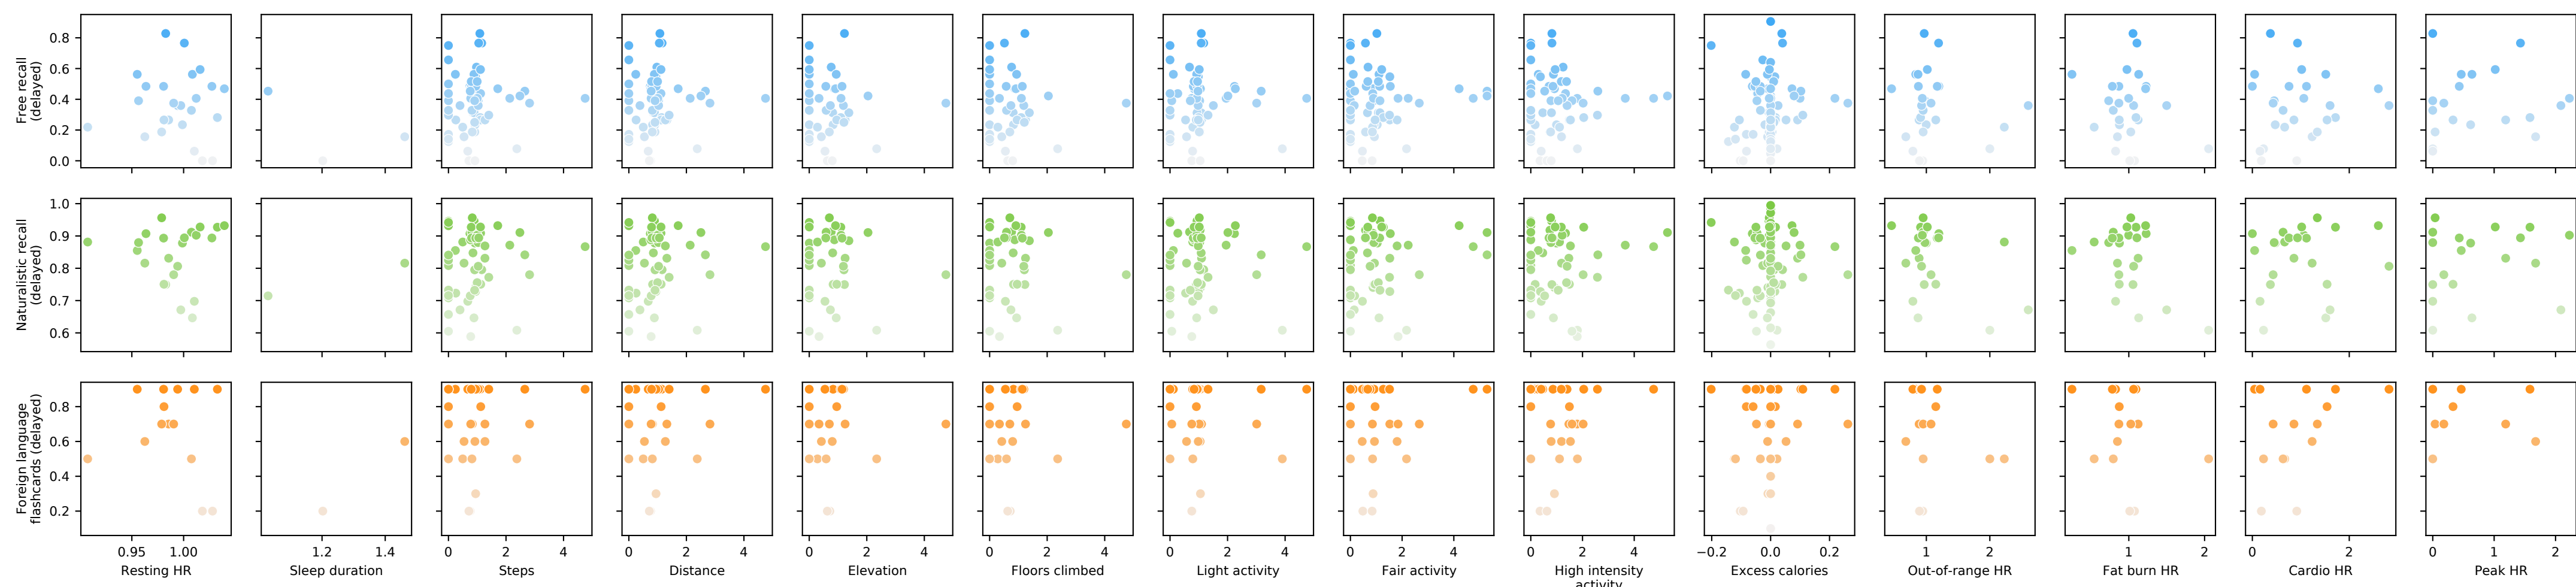 Free recall
(delayed)
0.8
0.6
0.4
0.2
0.0
Naturalistic recall
(delayed)
1.0
0.9
0.8
0.7
0.6
Foreign language
flashcards (delayed)
0.8
0.6
0.4
0.2
0.95 1.00 1.2 1.4 0 2 4 0 2 4 0 2 4 0 2 4 0 2 4 0 2 4 0 2 4 −0.2 0.0 0.2 1 2 1 2 0 2 0 1 2
Resting HR Sleep duration Steps Distance Elevation Floors climbed Light activity Fair activity High intensity Excess calories Out-of-range HR Fat burn HR Cardio HR Peak HR
activity